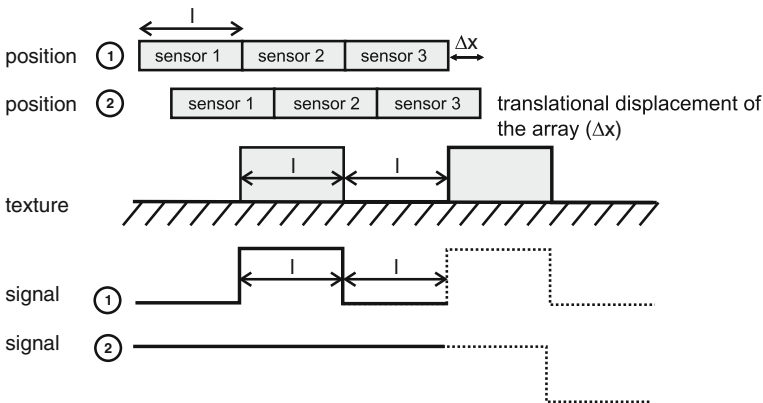 l
position 1 sensor 1 sensor 2 sensor 3 Δx
position 2 sensor 1 sensor 2 sensor 3 translational displacement of
the array (Δx)
l l
texture
l l
signal 1
signal 2